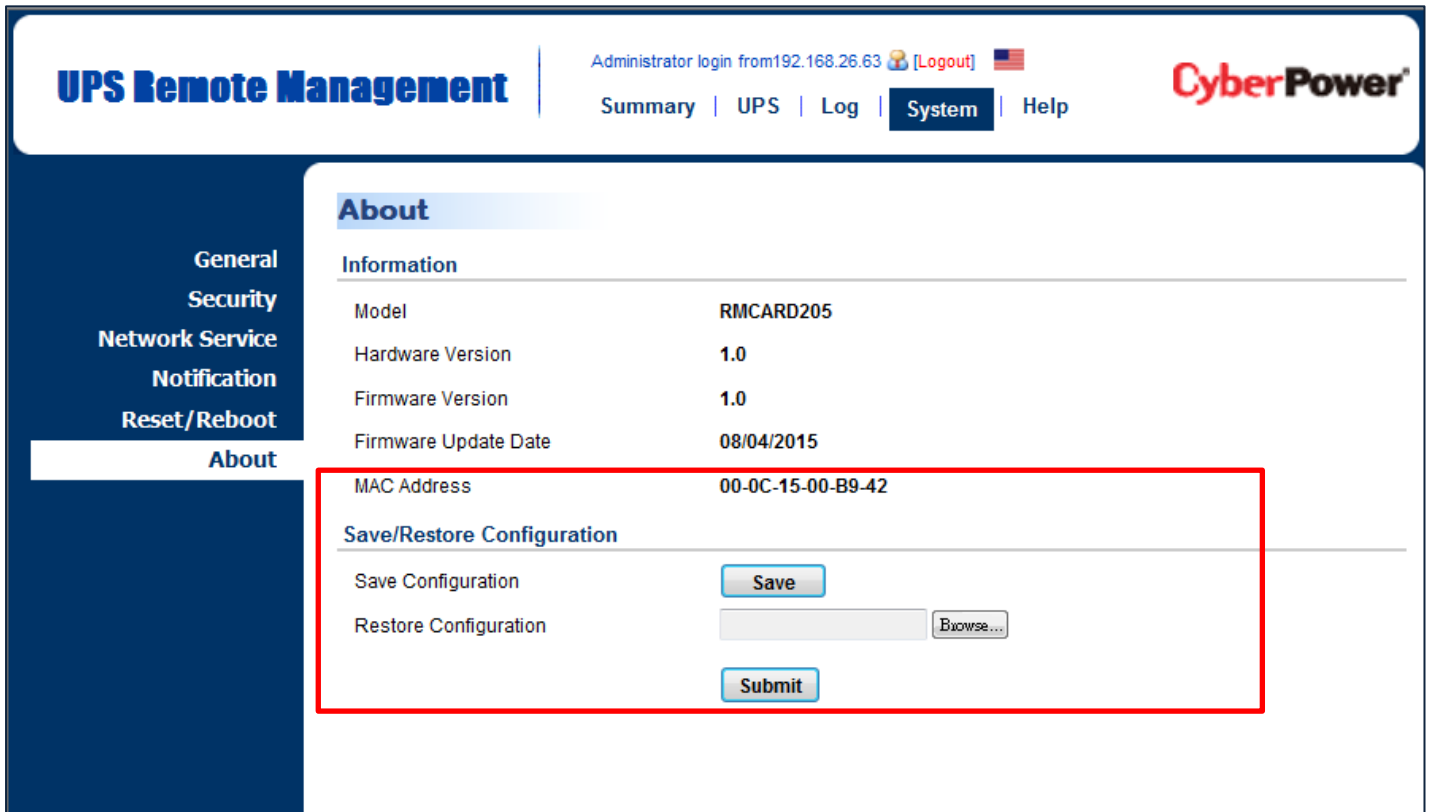 UPS Remote Management
Administrator login from192.168.26.63 [Logout]
Summary | UPS | Log | System | Help
CyberPower®
General
Security
Network Service
Notification
Reset/Reboot
About
About
Information
Model RMCARD205
Hardware Version 1.0
Firmware Version 1.0
Firmware Update Date 08/04/2015
MAC Address 00-0C-15-00-B9-42
Save/Restore Configuration
Save Configuration Save
Restore Configuration Browse...
Submit